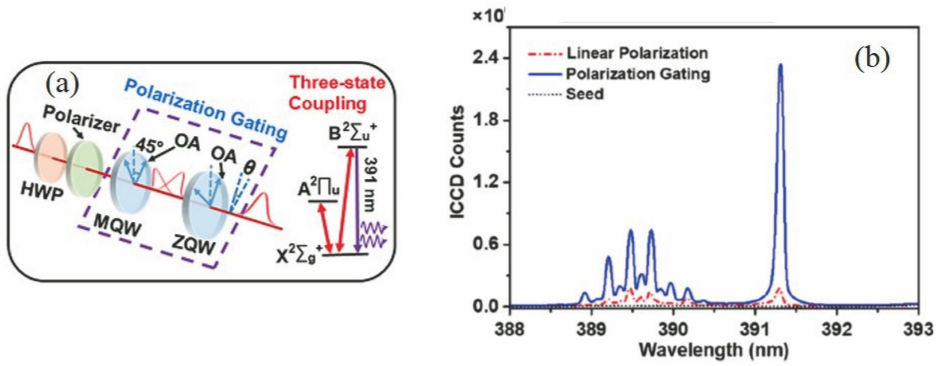 (a)
Polarization Gating
Three-state
Coupling
Polarizer
45°
OA
OA
θ
HWP
MQW
ZQW
B²Σᵤ⁺
A²Πᵤ
391 nm
X²Σg⁺
(b)
Linear Polarization
Polarization Gating
Seed
2.4
1.8
1.2
0.6
0.0
ICCD Counts
388 389 390 391 392 393
Wavelength (nm)